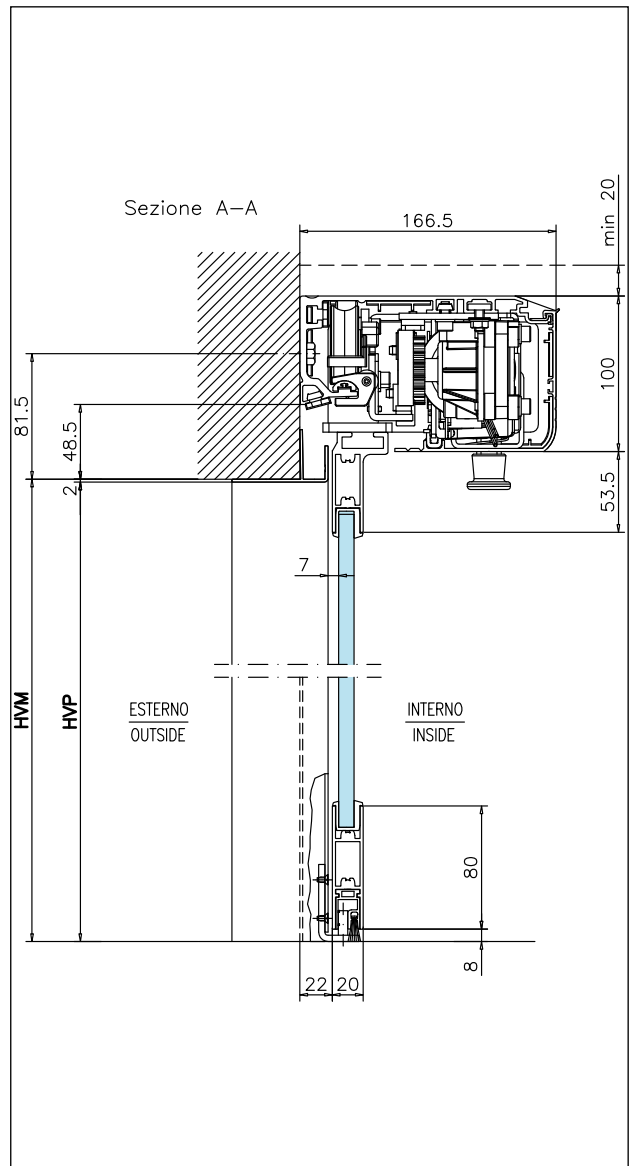 Sezione A–A
166.5
min 20
100
53.5
81.5
48.5
2
7
HVM
HVP
ESTERNO
OUTSIDE
INTERNO
INSIDE
80
8
22
20